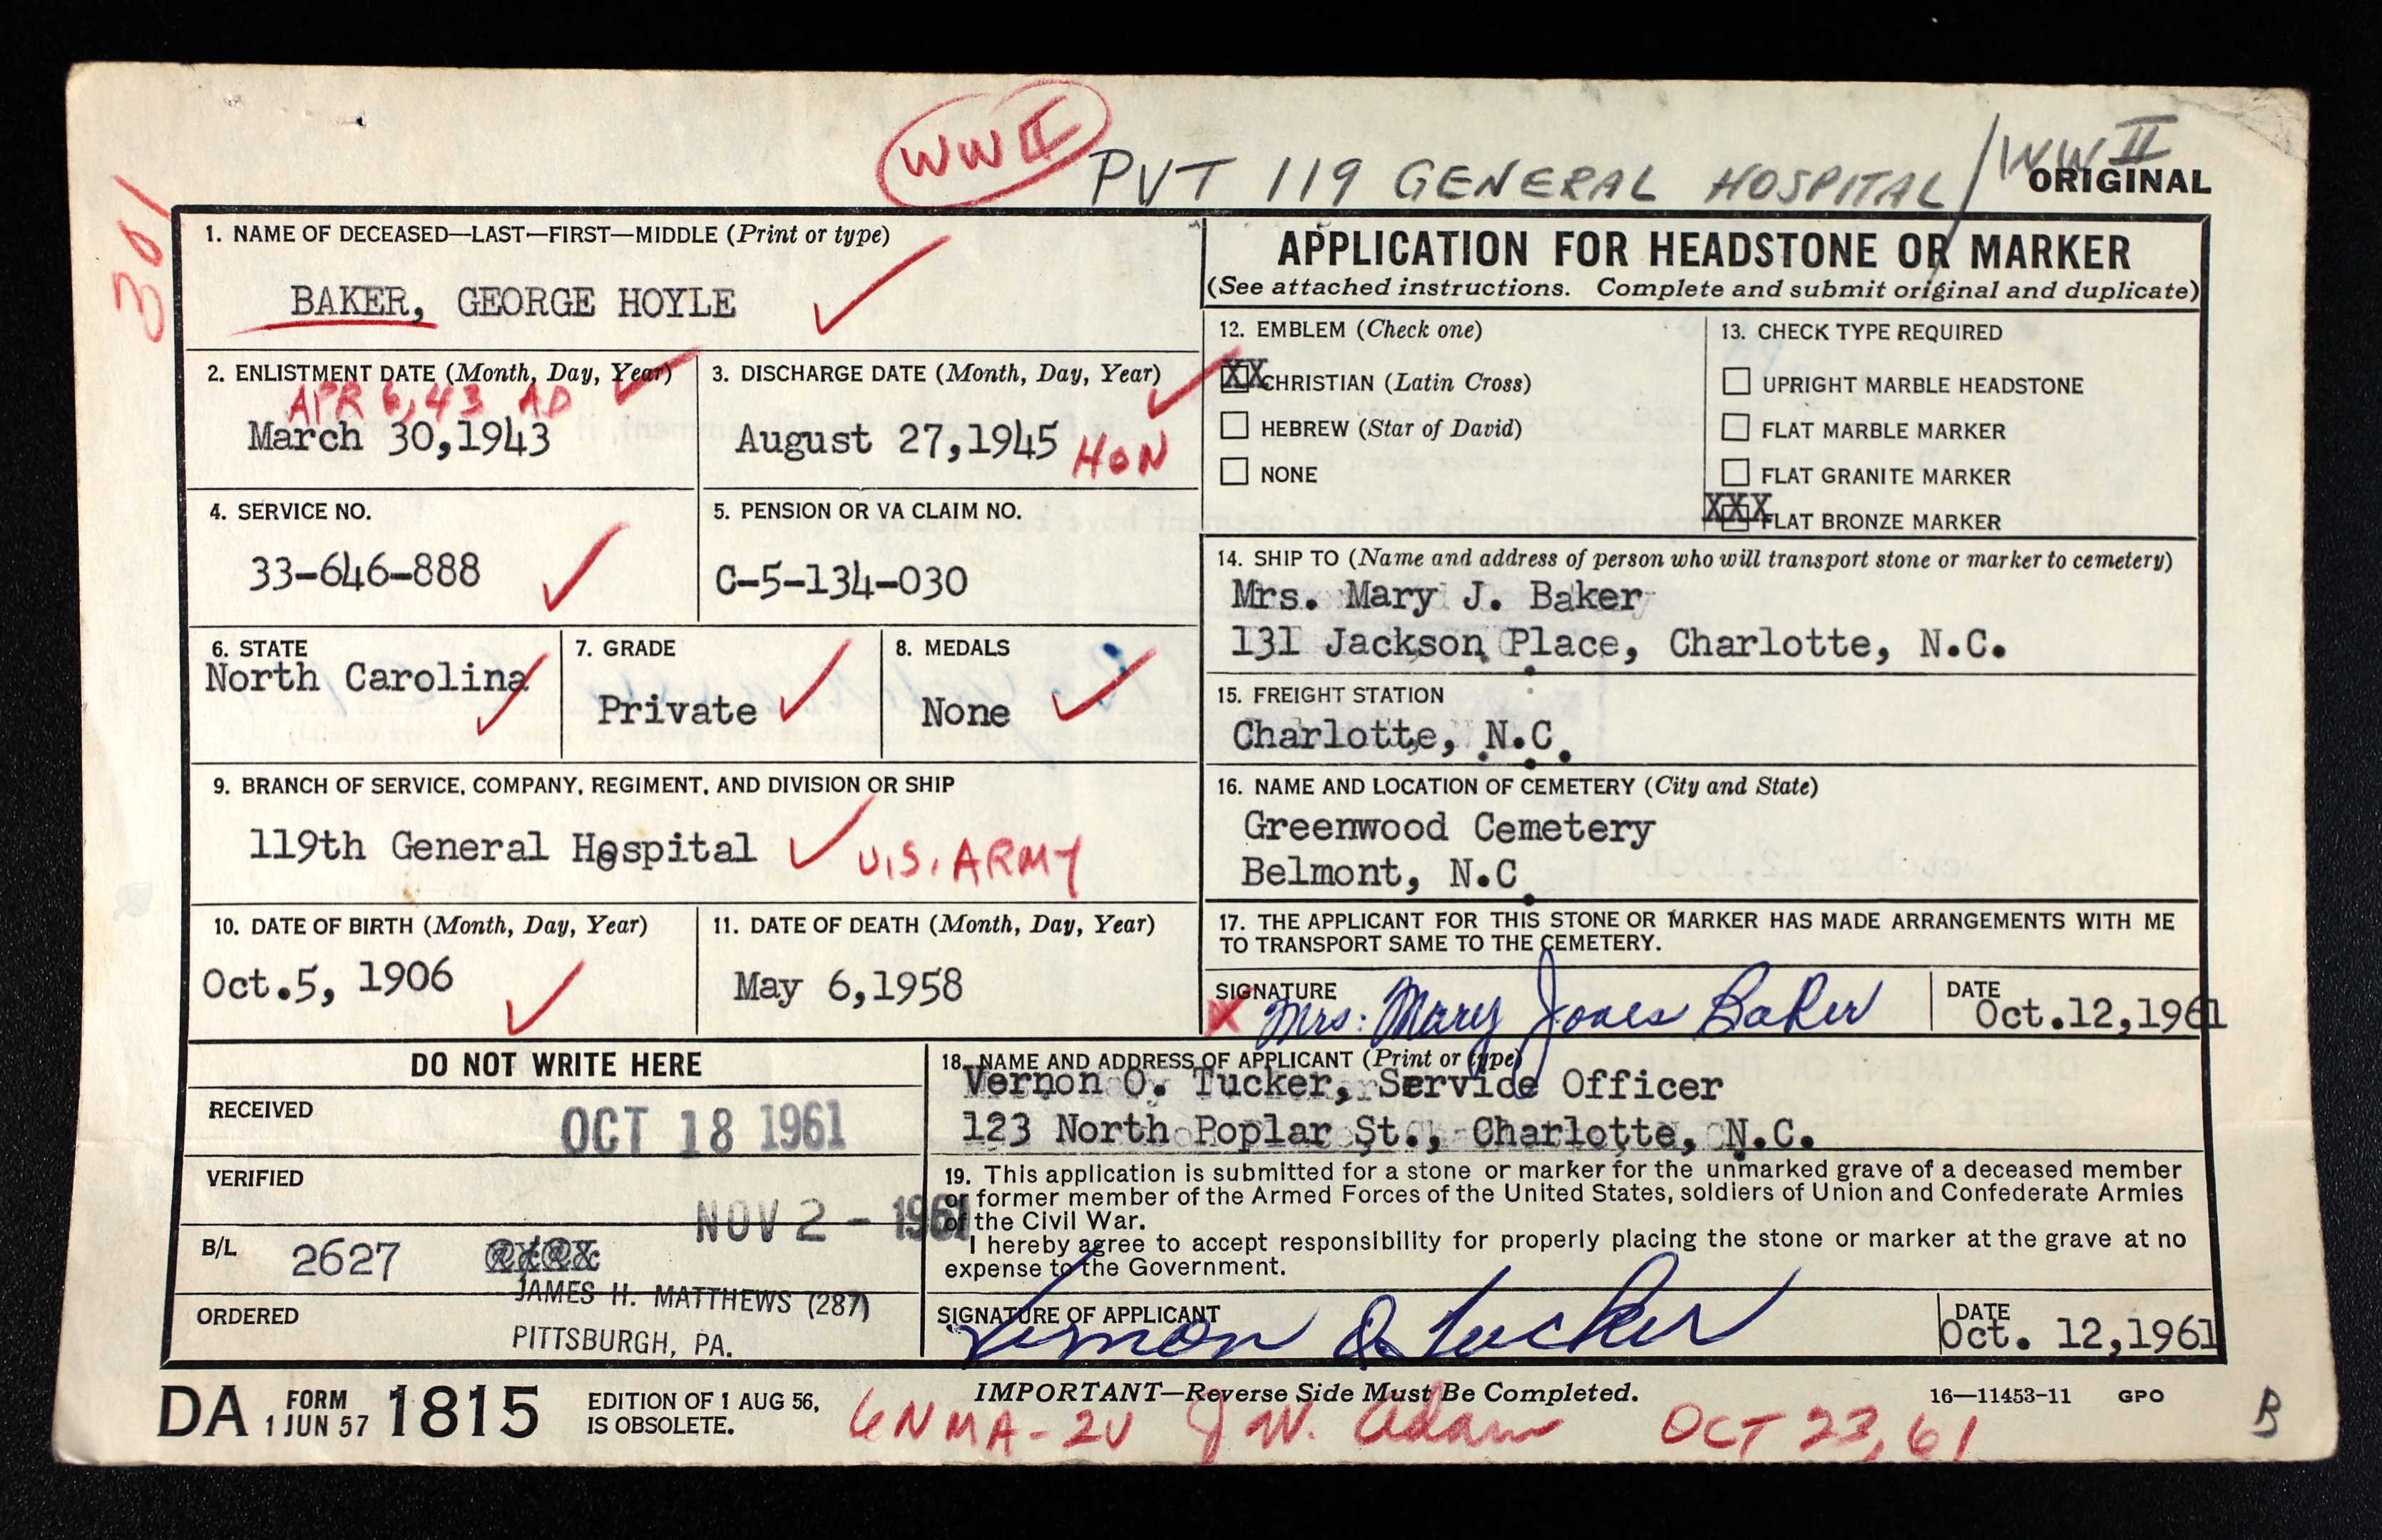 WW II
PVT 119 GENERAL HOSPITAL / WW II
ORIGINAL
301
1. NAME OF DECEASED—LAST—FIRST—MIDDLE (Print or type)
BAKER, GEORGE HOYLE
APPLICATION FOR HEADSTONE OR MARKER
(See attached instructions. Complete and submit original and duplicate)
2. ENLISTMENT DATE (Month, Day, Year)
APR 6, 43 AD
March 30,1943
3. DISCHARGE DATE (Month, Day, Year)
August 27,1945 HON
12. EMBLEM (Check one)
XX CHRISTIAN (Latin Cross)
HEBREW (Star of David)
NONE
13. CHECK TYPE REQUIRED
UPRIGHT MARBLE HEADSTONE
FLAT MARBLE MARKER
FLAT GRANITE MARKER
XXX FLAT BRONZE MARKER
4. SERVICE NO.
33-646-888
5. PENSION OR VA CLAIM NO.
C-5-134-030
14. SHIP TO (Name and address of person who will transport stone or marker to cemetery)
Mrs. Mary J. Baker
131 Jackson Place, Charlotte, N.C.
6. STATE
North Carolina
7. GRADE
Private
8. MEDALS
None
15. FREIGHT STATION
Charlotte, N.C.
9. BRANCH OF SERVICE, COMPANY, REGIMENT, AND DIVISION OR SHIP
119th General Hospital U.S. ARMY
16. NAME AND LOCATION OF CEMETERY (City and State)
Greenwood Cemetery
Belmont, N.C.
10. DATE OF BIRTH (Month, Day, Year)
Oct.5, 1906
11. DATE OF DEATH (Month, Day, Year)
May 6,1958
17. THE APPLICANT FOR THIS STONE OR MARKER HAS MADE ARRANGEMENTS WITH ME
TO TRANSPORT SAME TO THE CEMETERY.
SIGNATURE
X Mrs. Mary Jones Baker
DATE
Oct.12,1961
DO NOT WRITE HERE
RECEIVED
OCT 18 1961
VERIFIED
NOV 2 - 1961
B/L 2627
JAMES H. MATTHEWS (287)
ORDERED
PITTSBURGH, PA.
18. NAME AND ADDRESS OF APPLICANT (Print or type)
Vernon O. Tucker, Service Officer
123 North Poplar St., Charlotte, N.C.
19. This application is submitted for a stone or marker for the unmarked grave of a deceased member
or former member of the Armed Forces of the United States, soldiers of Union and Confederate Armies
of the Civil War.
I hereby agree to accept responsibility for properly placing the stone or marker at the grave at no
expense to the Government.
SIGNATURE OF APPLICANT
Vernon O. Tucker
DATE
Oct. 12,1961
DA FORM 1 JUN 57 1815
EDITION OF 1 AUG 56,
IS OBSOLETE.
IMPORTANT—Reverse Side Must Be Completed.
16—11453-11 GPO
J W. Adam OCT 23, 61
B